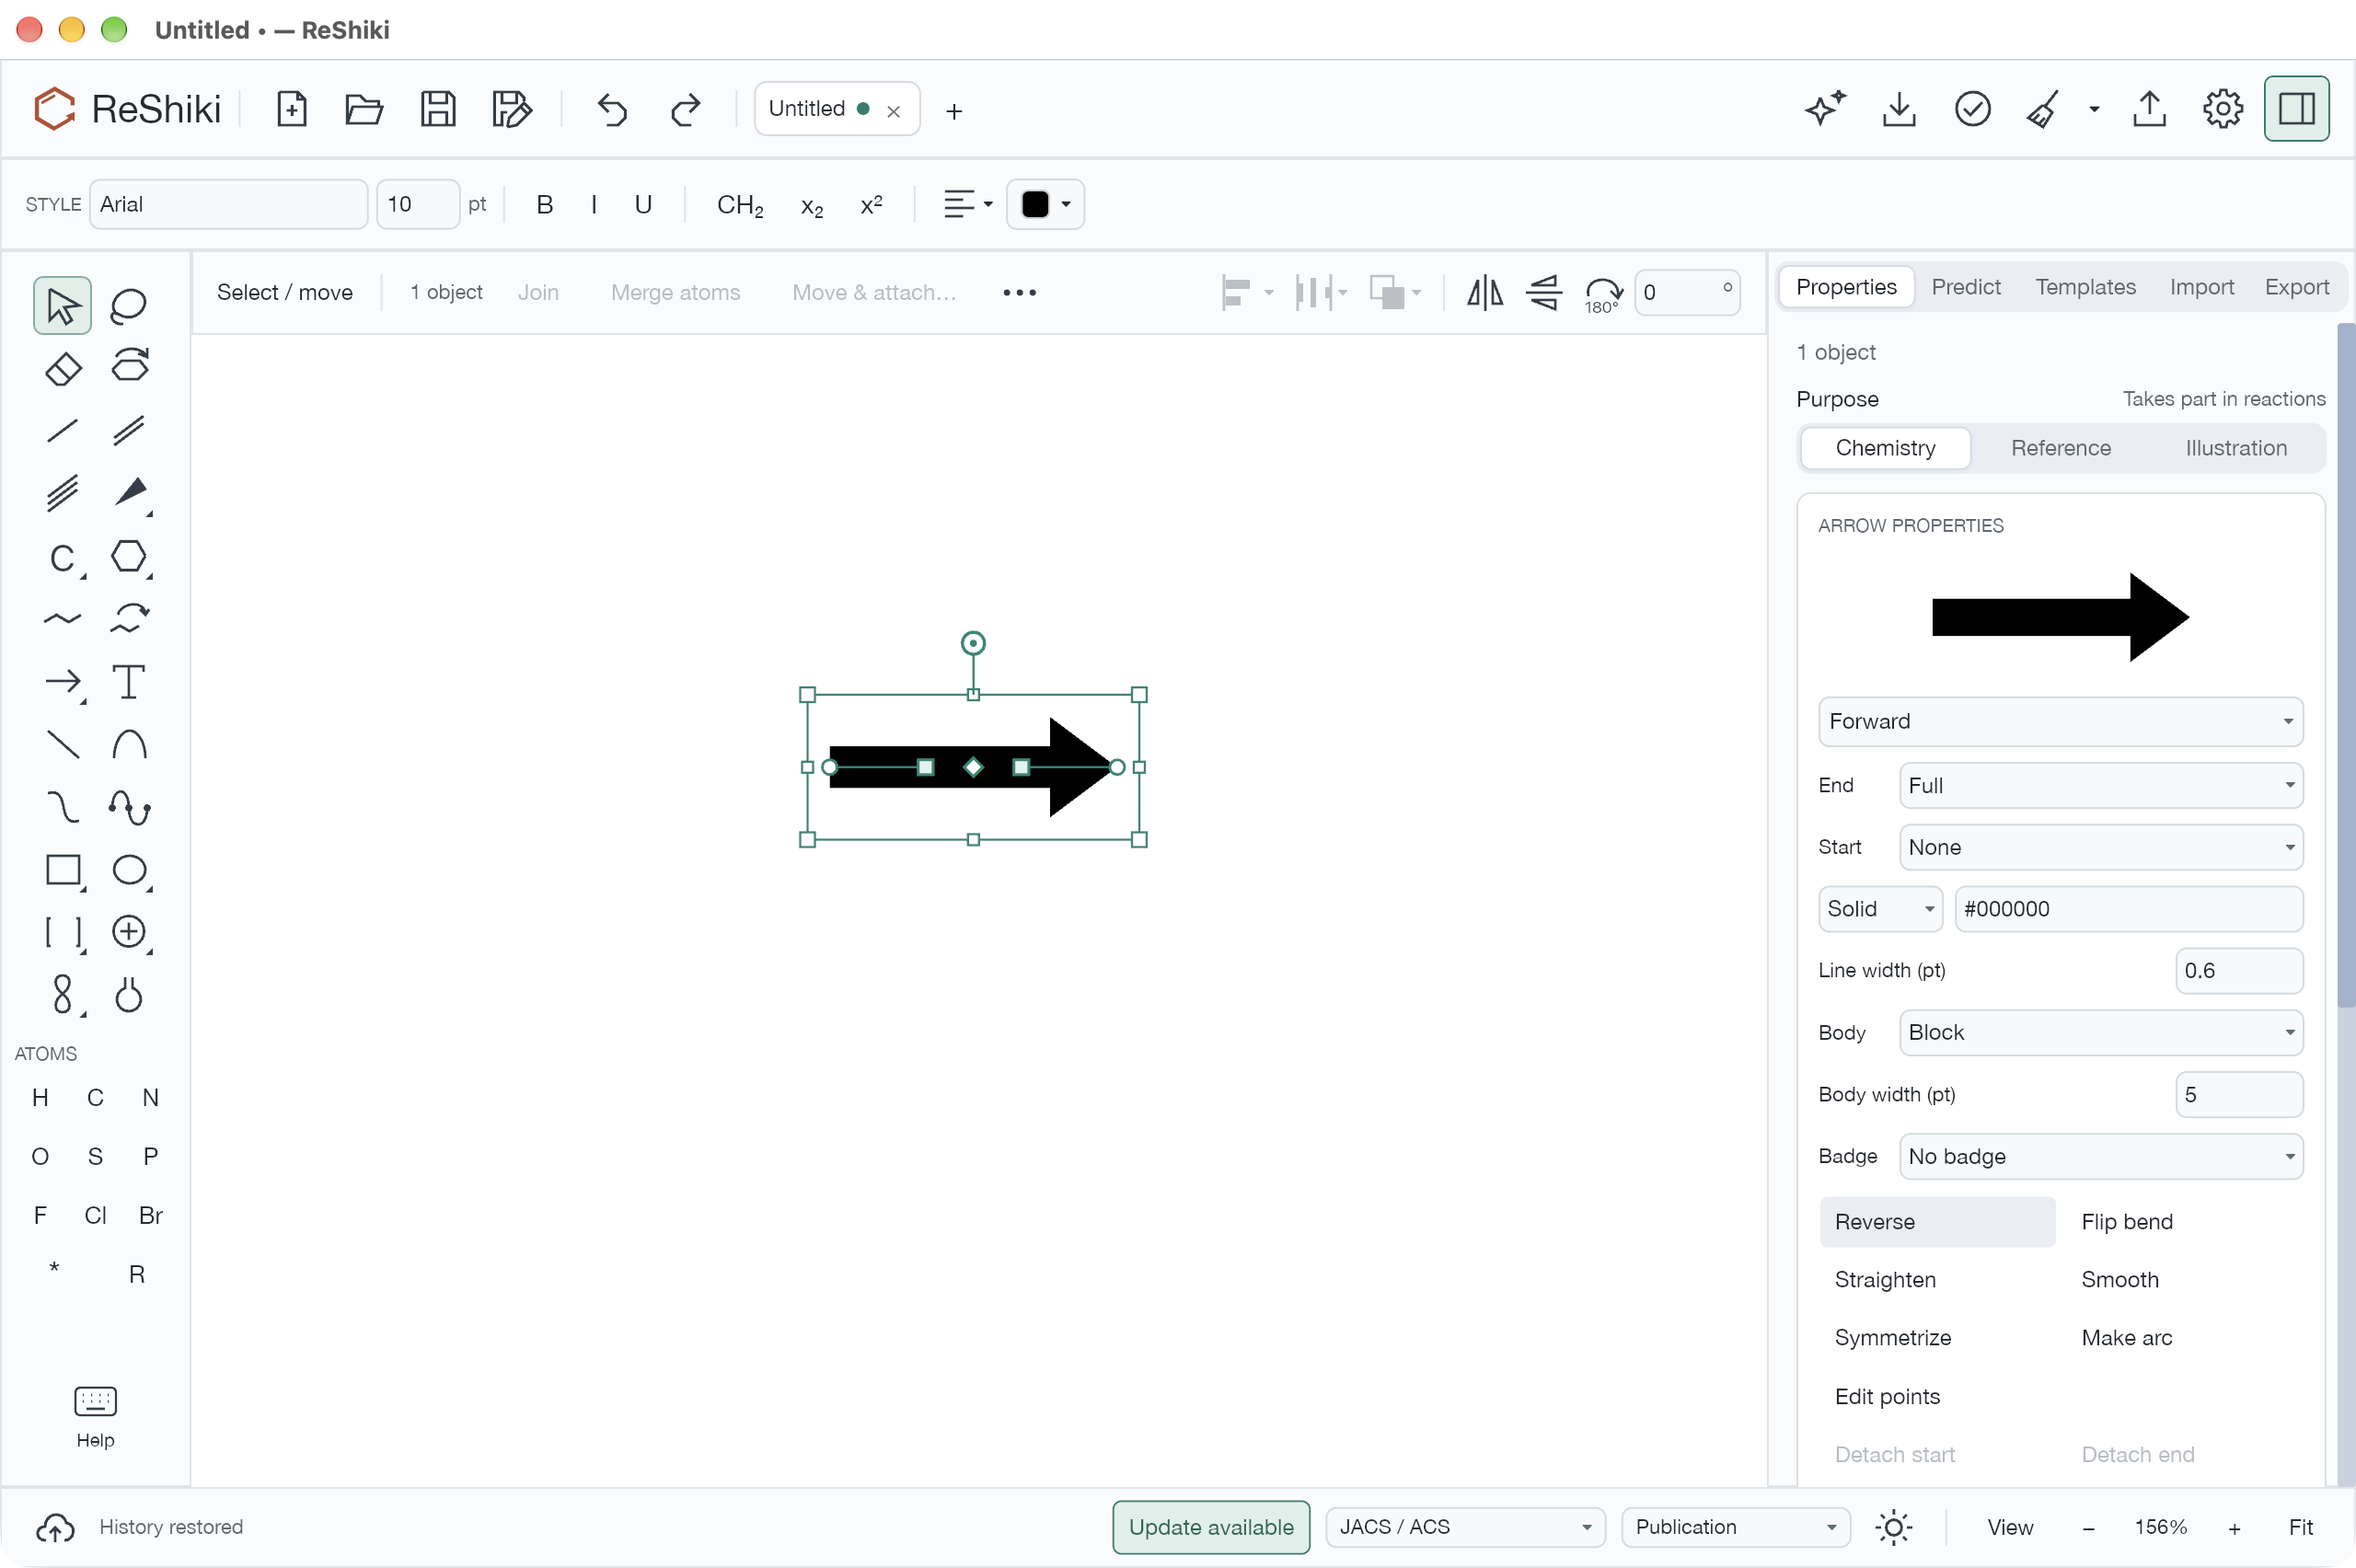 Untitled • — ReShiki
ReShiki
Untitled
STYLE Arial 10 pt B I U CH₂ x₂ x²
Select / move 1 object Join Merge atoms Move & attach... 180° 0 °
Properties Predict Templates Import Export
1 object
Purpose Takes part in reactions
Chemistry Reference Illustration
ARROW PROPERTIES
Forward
End Full
Start None
Solid #000000
Line width (pt) 0.6
Body Block
Body width (pt) 5
Badge No badge
Reverse Flip bend
Straighten Smooth
Symmetrize Make arc
Edit points
Detach start Detach end
C
T
ATOMS
H C N
O S P
F Cl Br
* R
Help
History restored Update available JACS / ACS Publication View − 156% + Fit